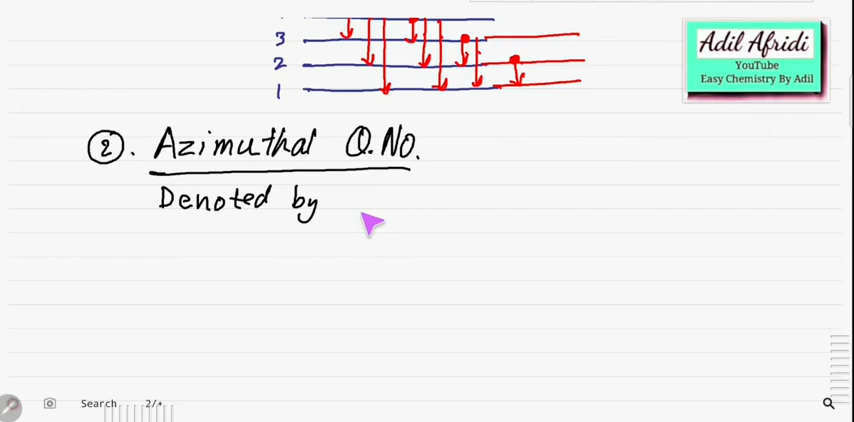 3
2
1
Adil Afridi
YouTube
Easy Chemistry By Adil
2. Azimuthal Q.No.
Denoted by
Search 2/+